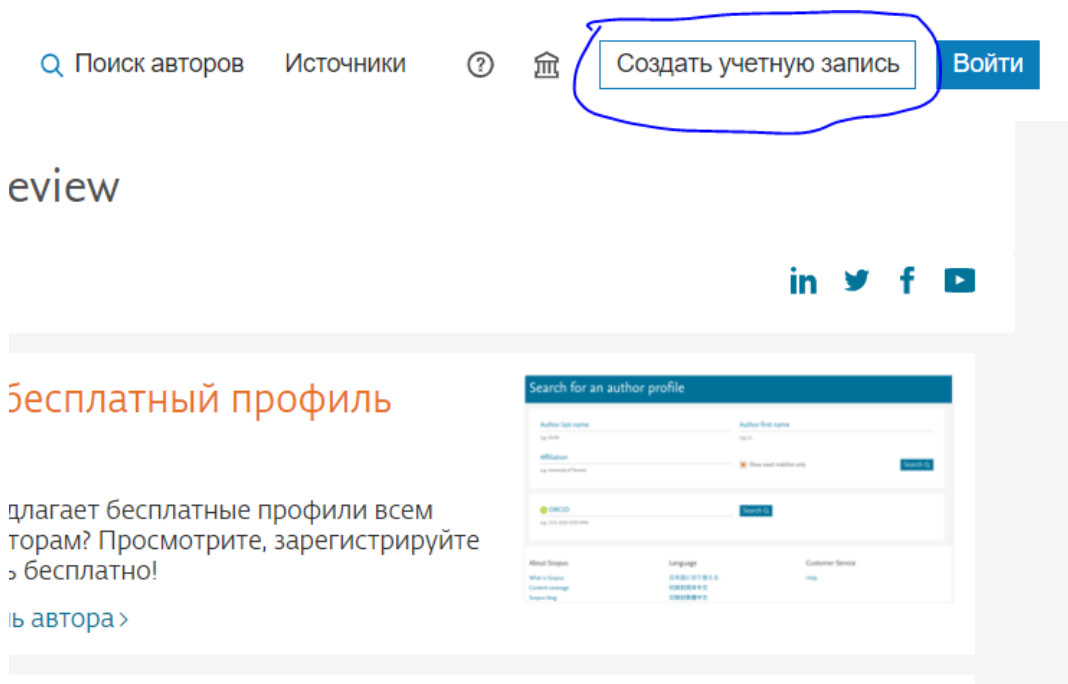 Поиск авторов Источники Создать учетную запись Войти
eview
бесплатный профиль
длагает бесплатные профили всем
торам? Просмотрите, зарегистрируйте
ь бесплатно!
ь автора >
Search for an author profile
Author last name Author first name
Affiliation
Show exact matches only Search
ORCID Search
About Scopus Language Customer Service
What is Scopus Help
Content coverage
Scopus blog